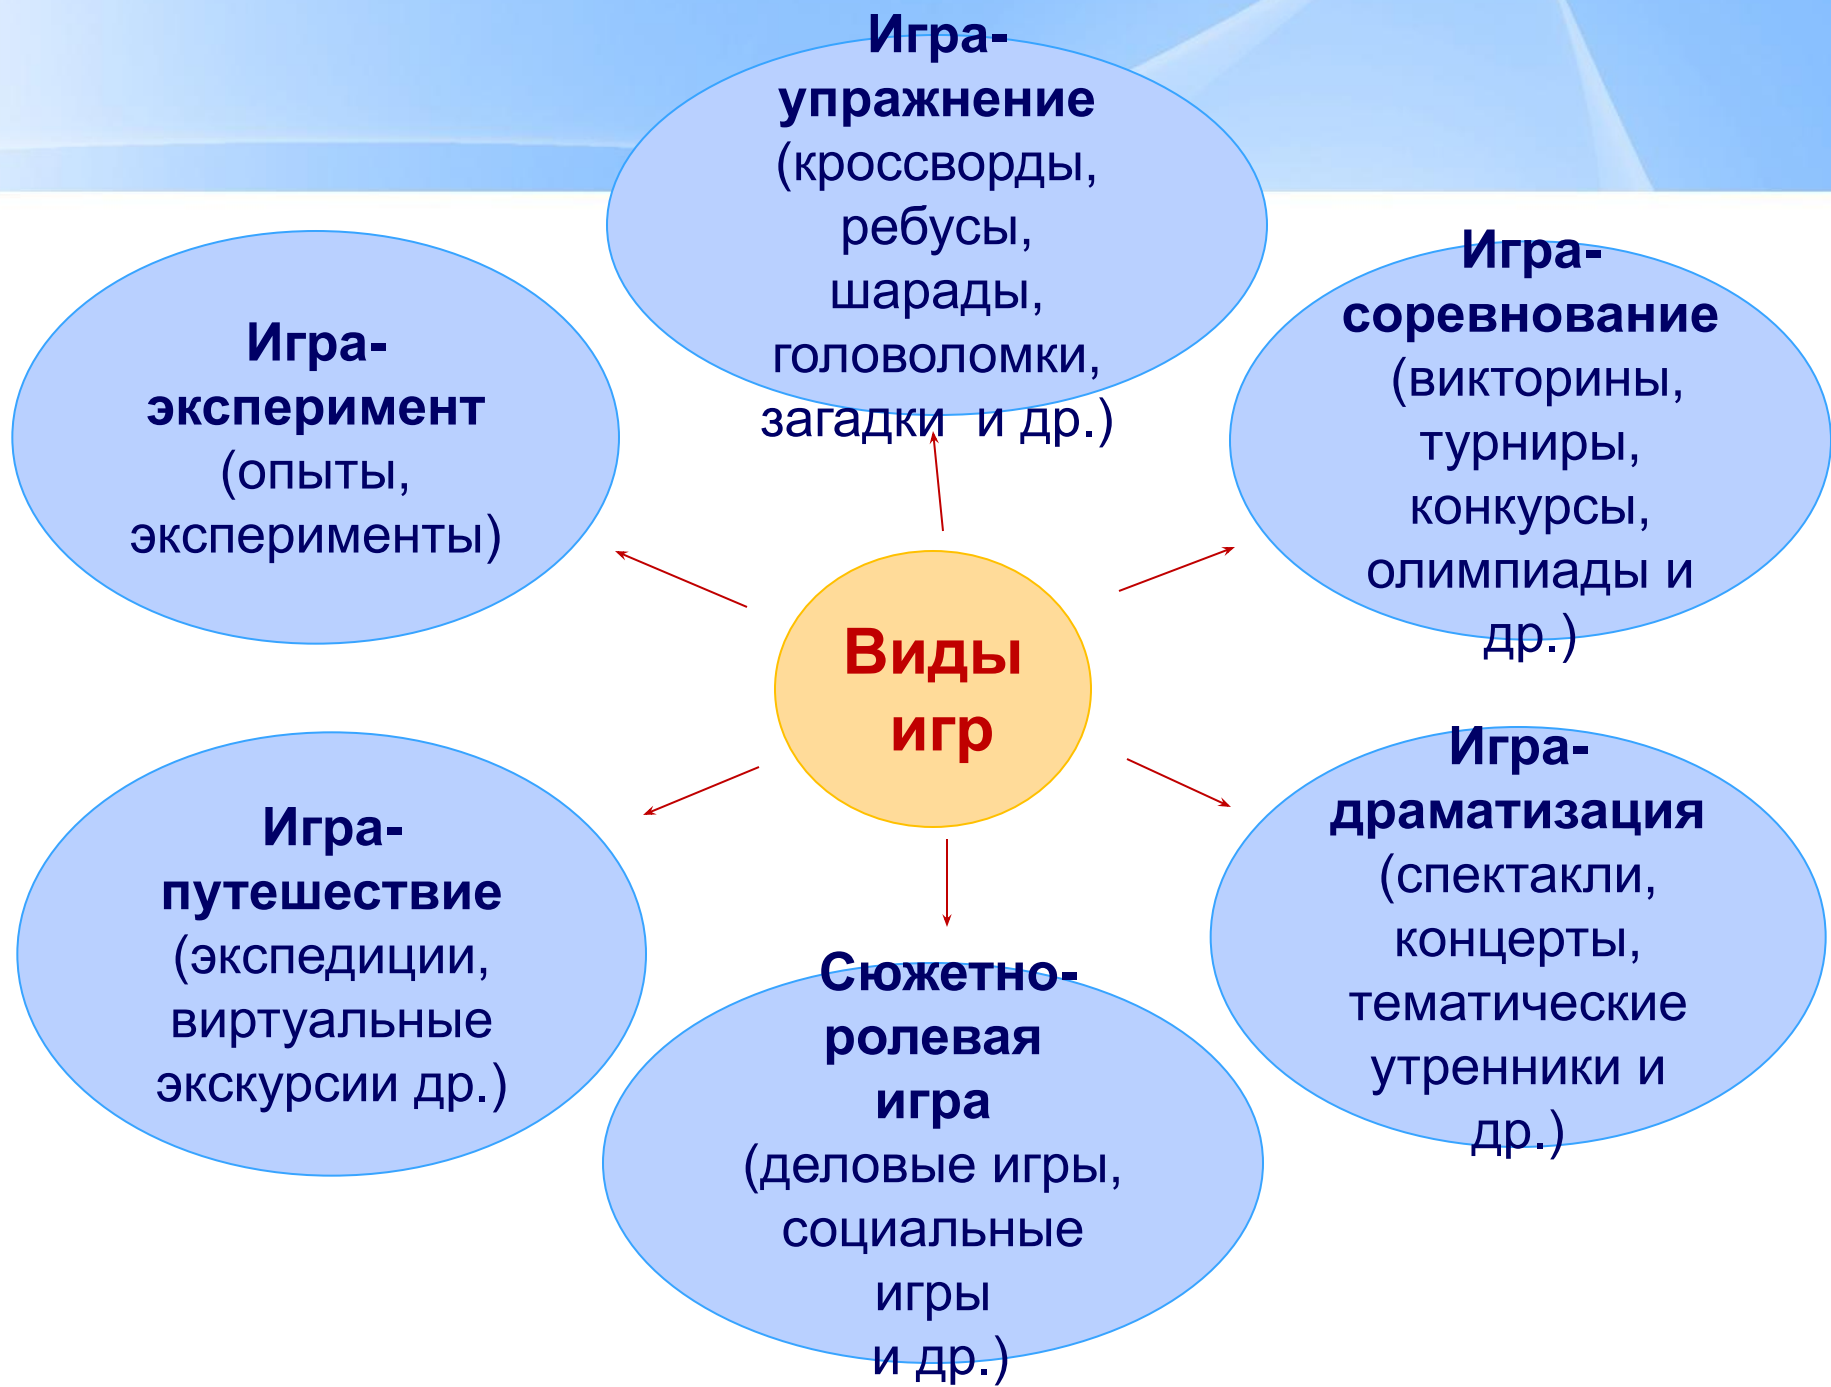 Игра-
упражнение
(кроссворды,
ребусы,
шарады,
головоломки,
загадки и др.)
Игра-
соревнование
(викторины,
турниры,
конкурсы,
олимпиады и
др.)
Игра-
эксперимент
(опыты,
эксперименты)
Виды
игр
Игра-
драматизация
(спектакли,
концерты,
тематические
утренники и
др.)
Игра-
путешествие
(экспедиции,
виртуальные
экскурсии др.)
Сюжетно-
ролевая
игра
(деловые игры,
социальные
игры
и др.)